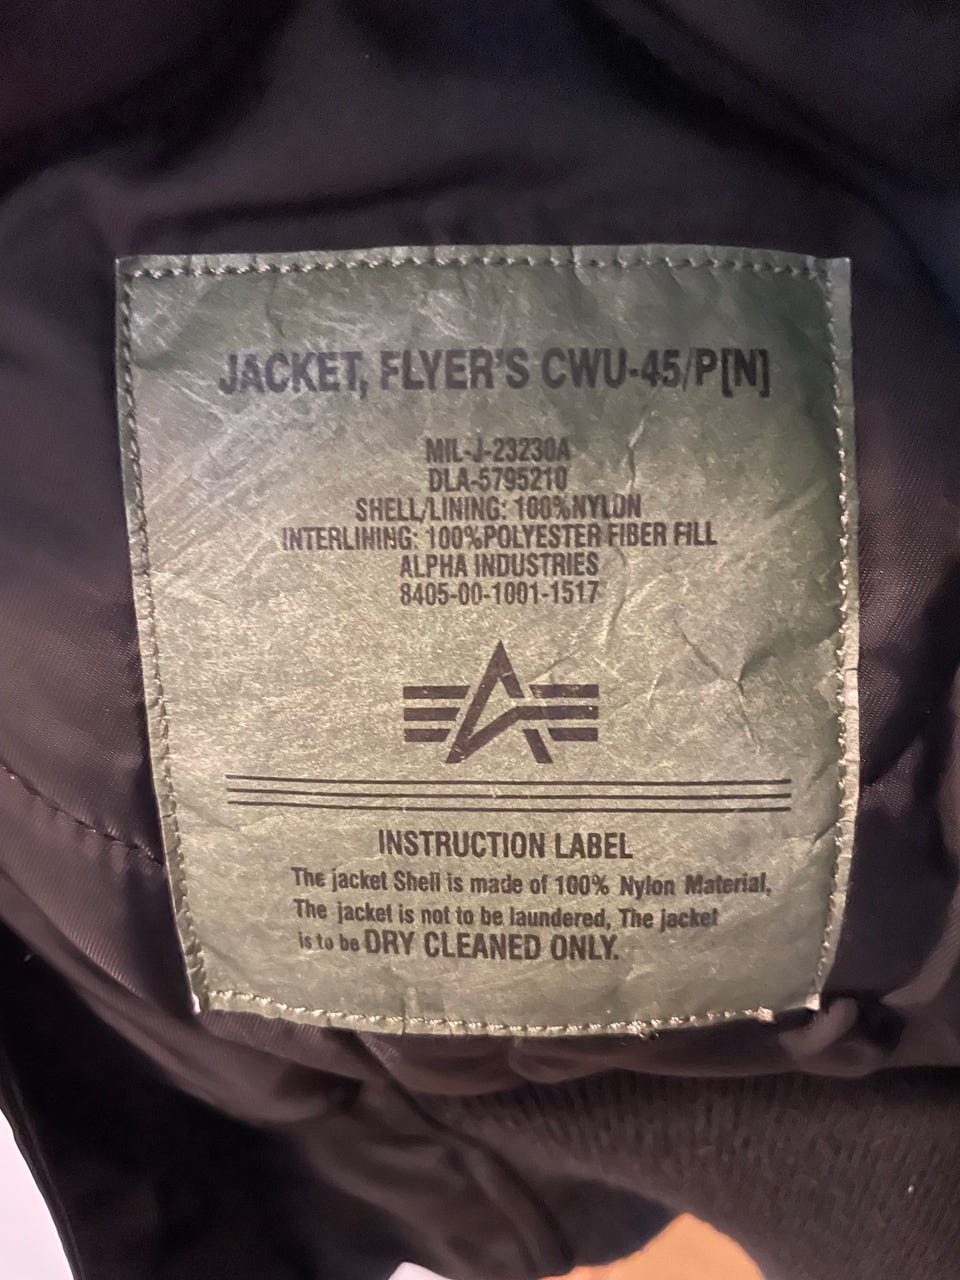 JACKET, FLYER'S CWU-45/P[N]
MIL-J-23230A
DLA-5795210
SHELL/LINING: 100%NYLON
INTERLINING: 100%POLYESTER FIBER FILL
ALPHA INDUSTRIES
8405-00-1001-1517
INSTRUCTION LABEL
The jacket Shell is made of 100% Nylon Material,
The jacket is not to be laundered, The jacket
is to be DRY CLEANED ONLY.